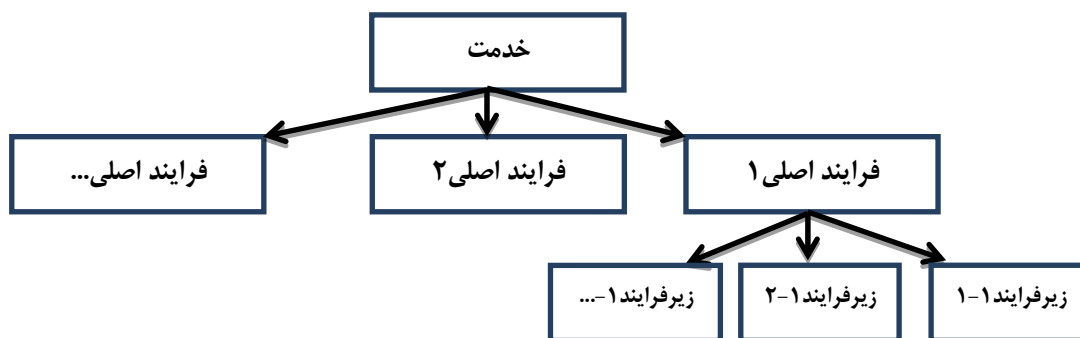 خدمت
فرایند اصلی۱
فرایند اصلی۲
فرایند اصلی...
زیرفرایند۱-۱
زیرفرایند۱-۲
زیرفرایند۱-...